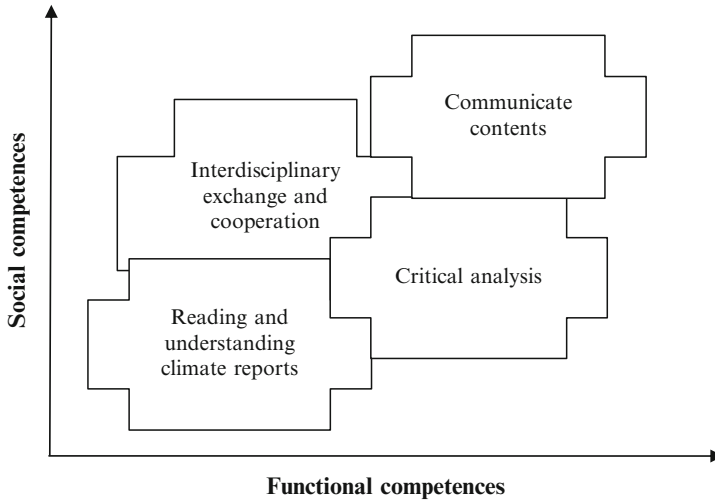 Social competences
Communicate
contents
Interdisciplinary
exchange and
cooperation
Critical analysis
Reading and
understanding
climate reports
Functional competences